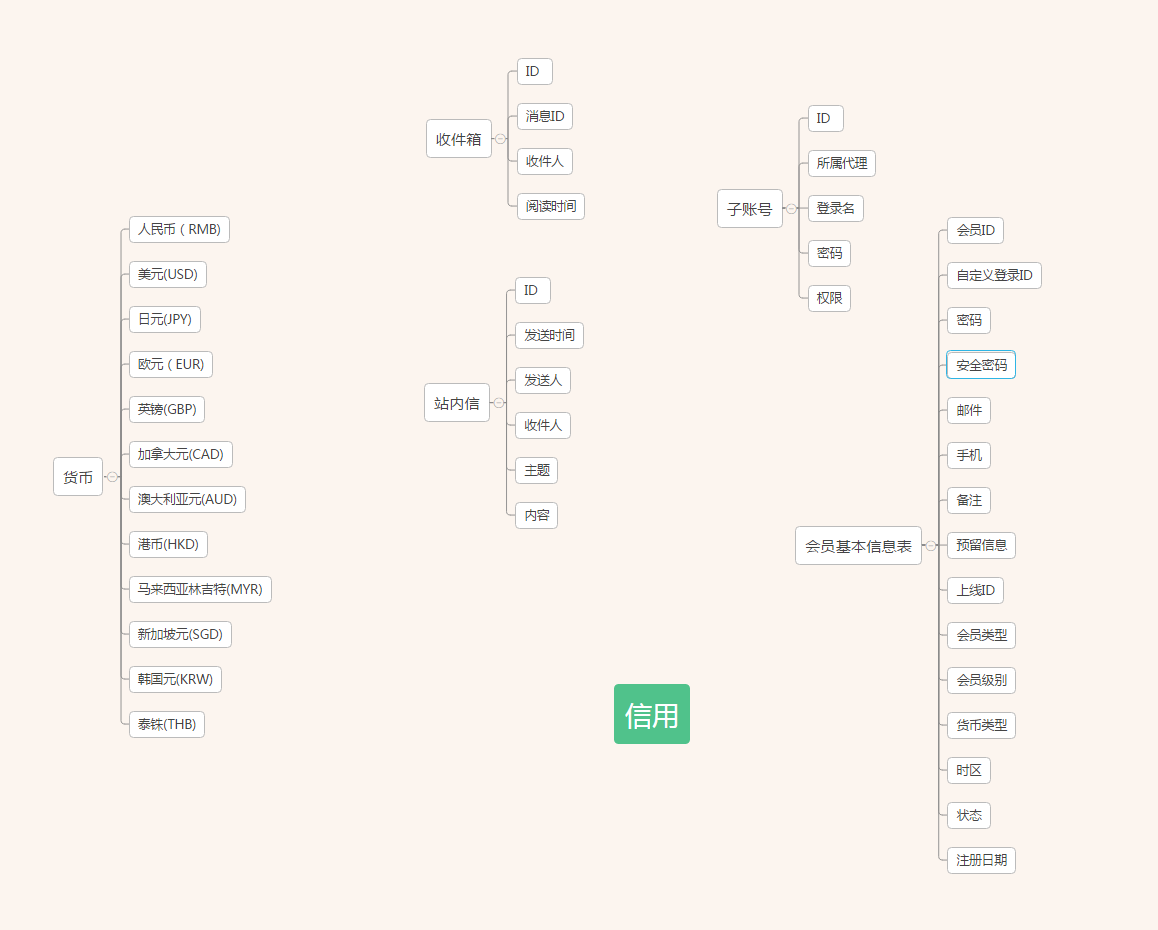 收件箱
ID
消息ID
收件人
阅读时间
子账号
ID
所属代理
登录名
密码
权限
货币
人民币（RMB)
美元(USD)
日元(JPY)
欧元（EUR)
英镑(GBP)
加拿大元(CAD)
澳大利亚元(AUD)
港币(HKD)
马来西亚林吉特(MYR)
新加坡元(SGD)
韩国元(KRW)
泰铢(THB)
站内信
ID
发送时间
发送人
收件人
主题
内容
会员基本信息表
会员ID
自定义登录ID
密码
安全密码
邮件
手机
备注
预留信息
上线ID
会员类型
会员级别
货币类型
时区
状态
注册日期
信用